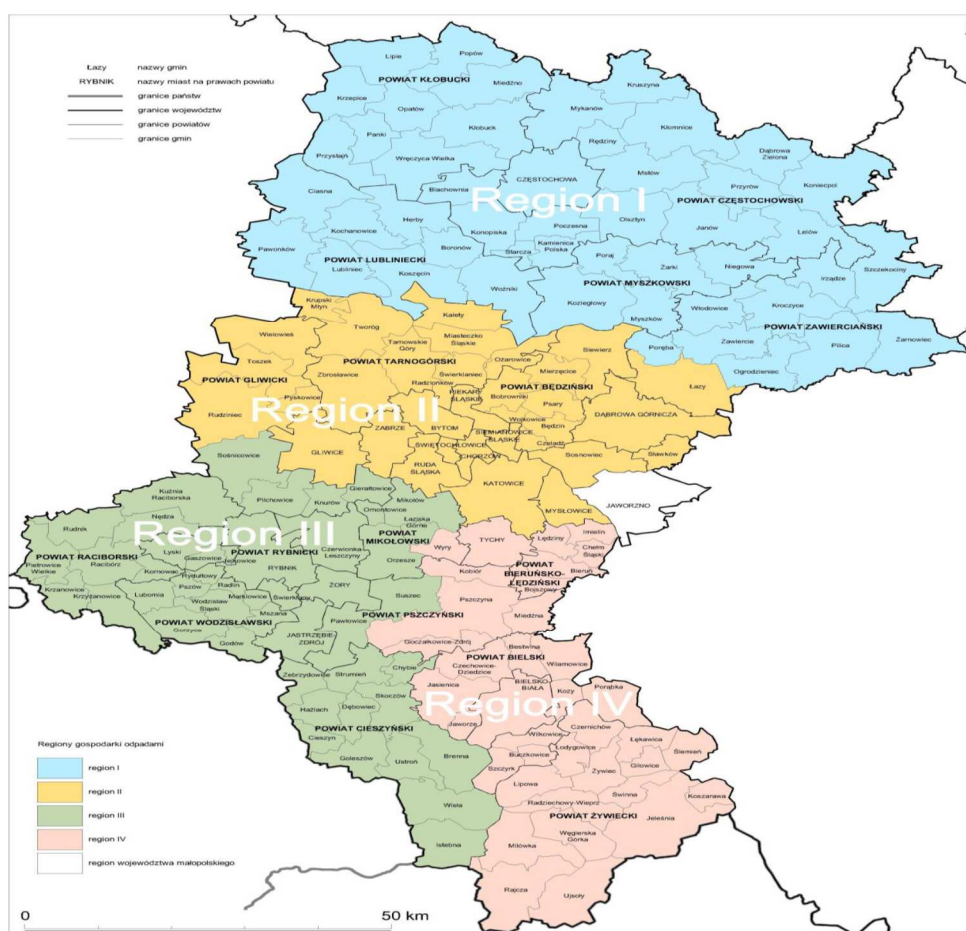 Łazy nazwy gmin
RYBNIK nazwy miast na prawach powiatu
granice państw
granice województw
granice powiatów
granice gmin
Lipie
Popów
POWIAT KŁOBUCKI
Miedźno
Kruszyna
Krzepice
Opatów
Mykanów
Kłobuck
Rędziny
Kłomnice
Panki
Przystajń
Wręczyca Wielka
Dąbrowa
Zielona
CZĘSTOCHOWA
Mstów
Ciasna
Blachownia
Region I
Przyrów
Koniecpol
POWIAT CZĘSTOCHOWSKI
Herby
Olsztyn
Kochanowice
Konopiska
Poczesna
Janów
Lelów
Pawonków
Boronów
Starcza
Kamienica
Polska
POWIAT LUBLINIECKI
Lubliniec
Koszęcin
Poraj
Żarki
Niegowa
Irządze
Szczekociny
POWIAT MYSZKOWSKI
Woźniki
Koziegłowy
Włodowice
Kroczyce
Myszków
POWIAT ZAWIERCIAŃSKI
Zawiercie
Pilica
Żarnowiec
Poręba
Ogrodzieniec
Krupski
Młyn
Kalety
Wielowieś
Tworóg
Tarnowskie
Góry
Miasteczko
Śląskie
Siewierz
Toszek
POWIAT TARNOGÓRSKI
Ożarowice
Mierzęcice
POWIAT GLIWICKI
Zbrosławice
Świerklaniec
Radzionków
POWIAT BĘDZIŃSKI
Łazy
Pyskowice
PIEKARY
ŚLĄSKIE
Bobrowniki
Psary
Rudziniec
Region II
Wojkowice
Będzin
DĄBROWA GÓRNICZA
ZABRZE
BYTOM
SIEMIANOWICE
ŚLĄSKIE
Czeladź
GLIWICE
ŚWIĘTOCHŁOWICE
CHORZÓW
Sosnowiec
Sławków
Sośnicowice
RUDA
ŚLĄSKA
KATOWICE
Gierałtowice
Kuźnia
Raciborska
Pilchowice
Knurów
Mikołów
Ornontowice
MYSŁOWICE
JAWORZNO
Nędza
Łaziska
Górne
Rudnik
Region III
POWIAT
MIKOŁOWSKI
TYCHY
Lędziny
Imielin
Lyski
POWIAT RYBNICKI
Czerwionka-
Leszczyny
Wyry
Chełm
Śląski
POWIAT RACIBORSKI
Racibórz
Gaszowice
Jejkowice
Orzesze
POWIAT
BIERUŃSKO-
LĘDZIŃSKI
Pietrowice
Wielkie
Kornowac
Rydułtowy
RYBNIK
Kobiór
Bieruń
Bojszowy
Krzanowice
Krzyżanowice
Lubomia
Pszów
Radlin
ŻORY
Suszec
Pszczyna
Wodzisław
Śląski
Marklowice
Świerklany
Mszana
POWIAT WODZISŁAWSKI
Gorzyce
Pawłowice
POWIAT PSZCZYŃSKI
Miedźna
Godów
JASTRZĘBIE
ZDRÓJ
Goczałkowice-Zdrój
Bestwina
POWIAT BIELSKI
Zebrzydowice
Strumień
Chybie
Czechowice-
Dziedzice
Wilamowice
Jasienica
BIELSKO
BIAŁA
Kozy
Porąbka
Skoczów
Hażlach
Dębowiec
Region IV
Jaworze
Czernichów
POWIAT CIESZYŃSKI
Cieszyn
Wilkowice
Łękawica
Goleszów
Ustroń
Brenna
Buczkowice
Łodygowice
Ślemień
Szczyrk
Żywiec
Gilowice
Lipowa
Świnna
Koszarawa
Wisła
Radziechowy-Wieprz
Jeleśnia
POWIAT ŻYWIECKI
Istebna
Milówka
Węgierska
Górka
Rajcza
Ujsoły
Regiony gospodarki odpadami
region I
region II
region III
region IV
region województwa małopolskiego
0 50 km